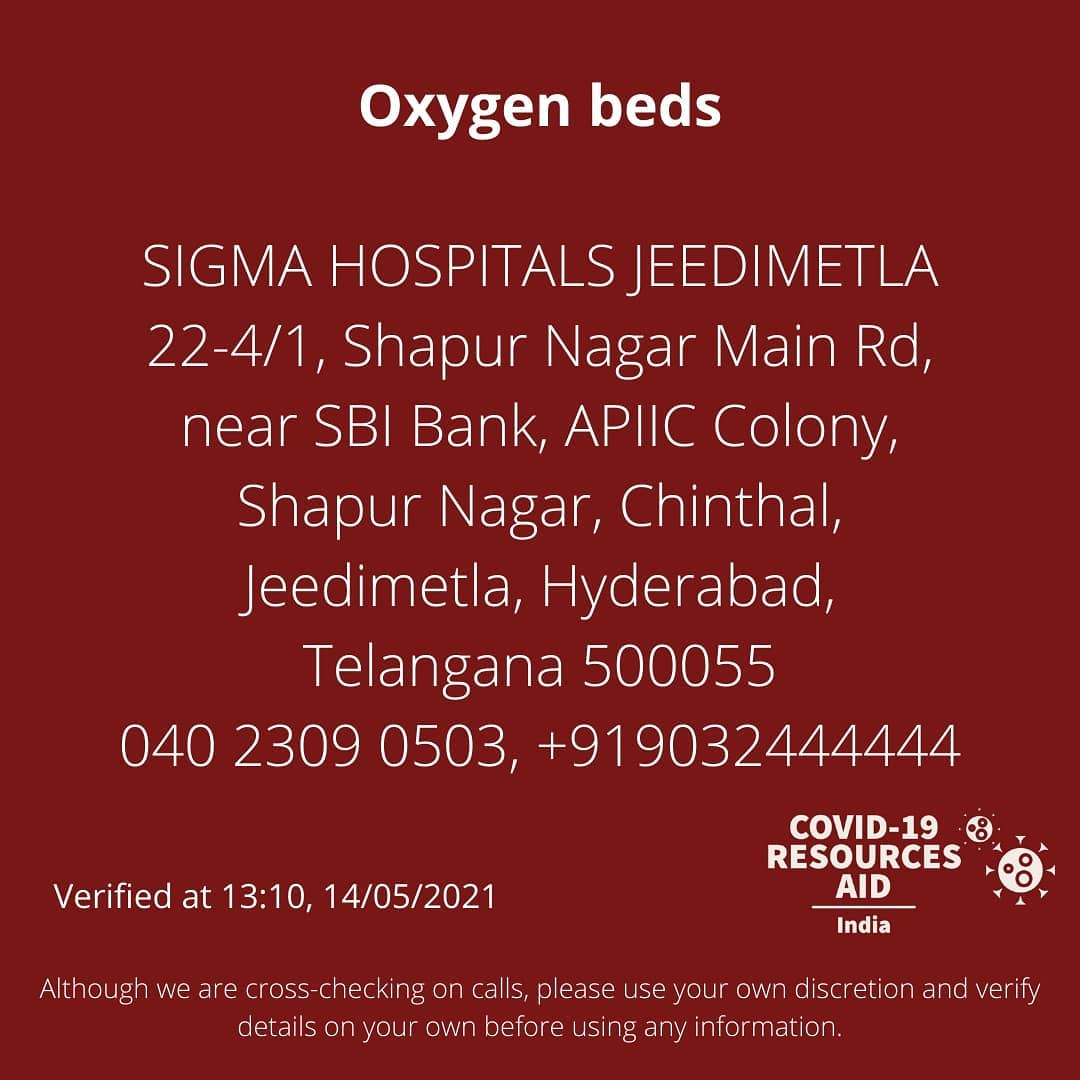 Oxygen beds
SIGMA HOSPITALS JEEDIMETLA
22-4/1, Shapur Nagar Main Rd,
near SBI Bank, APIIC Colony,
Shapur Nagar, Chinthal,
Jeedimetla, Hyderabad,
Telangana 500055
040 2309 0503, +919032444444
COVID-19
RESOURCES
AID
India
Verified at 13:10, 14/05/2021
Although we are cross-checking on calls, please use your own discretion and verify
details on your own before using any information.